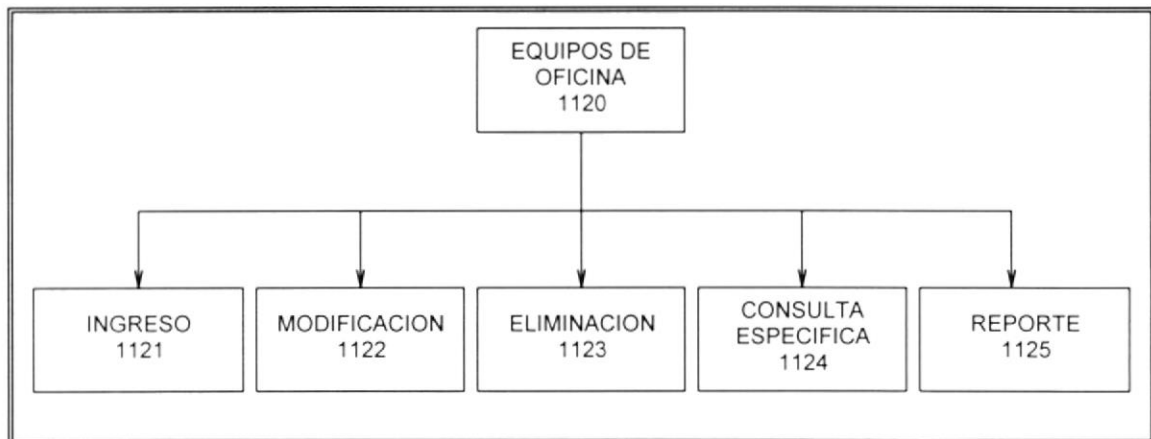 EQUIPOS DE
OFICINA
1120
INGRESO
1121
MODIFICACION
1122
ELIMINACION
1123
CONSULTA
ESPECIFICA
1124
REPORTE
1125